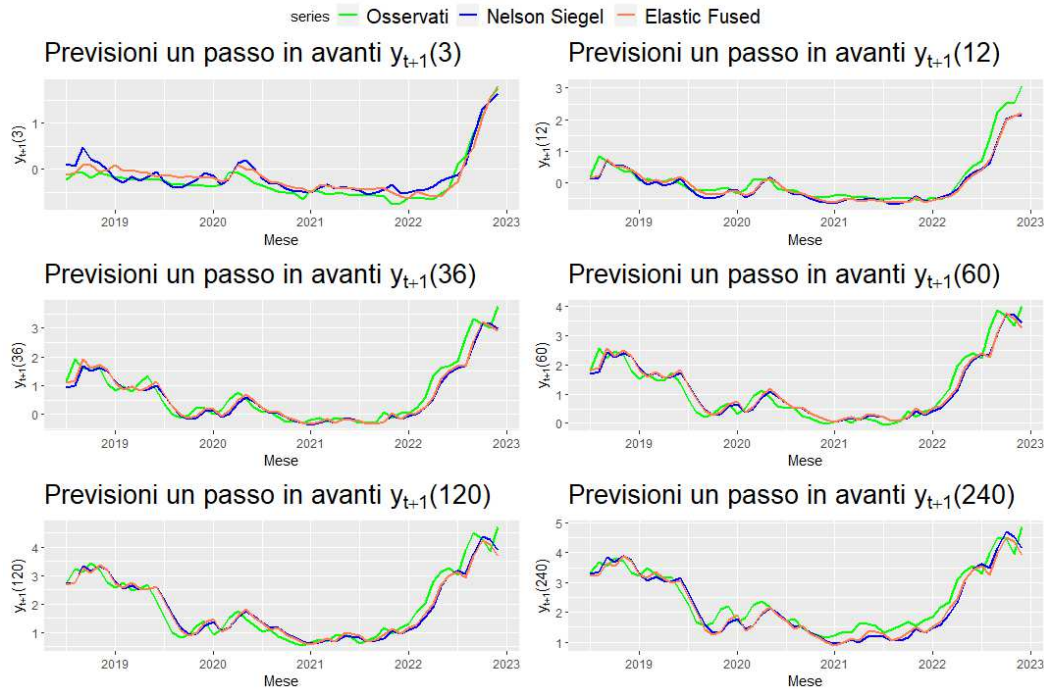 series Osservati Nelson Siegel Elastic Fused
Previsioni un passo in avanti yt+1(3)
yt+1(3)
1
0
2019 2020 2021 2022 2023
Mese
Previsioni un passo in avanti yt+1(12)
yt+1(12)
3
2
1
0
2019 2020 2021 2022 2023
Mese
Previsioni un passo in avanti yt+1(36)
yt+1(36)
3
2
1
0
2019 2020 2021 2022 2023
Mese
Previsioni un passo in avanti yt+1(60)
yt+1(60)
4
3
2
1
0
2019 2020 2021 2022 2023
Mese
Previsioni un passo in avanti yt+1(120)
yt+1(120)
4
3
2
1
2019 2020 2021 2022 2023
Mese
Previsioni un passo in avanti yt+1(240)
yt+1(240)
5
4
3
2
1
2019 2020 2021 2022 2023
Mese